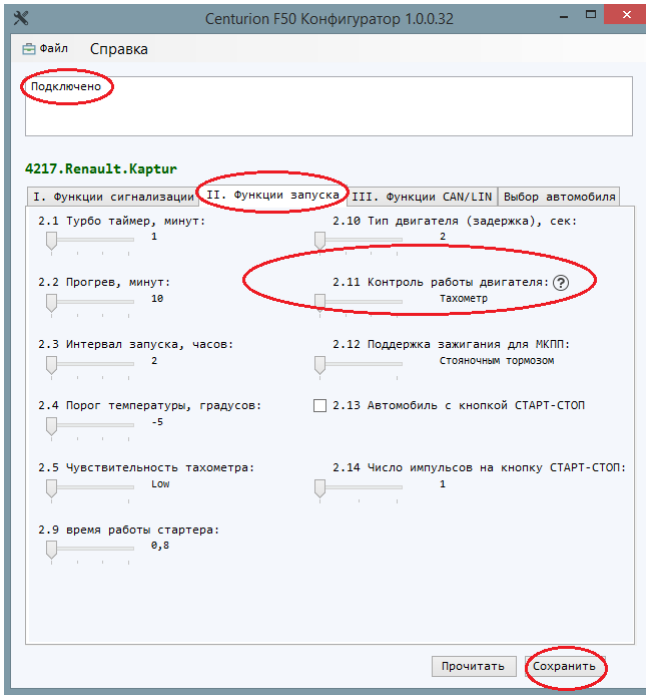 Centurion F50 Конфигуратор 1.0.0.32
Файл Справка
Подключено
4217.Renault.Kaptur
I. Функции сигнализации II. Функции запуска III. Функции CAN/LIN Выбор автомобиля
2.1 Турбо таймер, минут:
1
2.10 Тип двигателя (задержка), сек:
2
2.2 Прогрев, минут:
10
2.11 Контроль работы двигателя: ?
Тахометр
2.3 Интервал запуска, часов:
2
2.12 Поддержка зажигания для МКПП:
Стояночным тормозом
2.4 Порог температуры, градусов:
-5
2.13 Автомобиль с кнопкой СТАРТ-СТОП
2.5 Чувствительность тахометра:
Low
2.14 Число импульсов на кнопку СТАРТ-СТОП:
1
2.9 время работы стартера:
0,8
Прочитать Сохранить